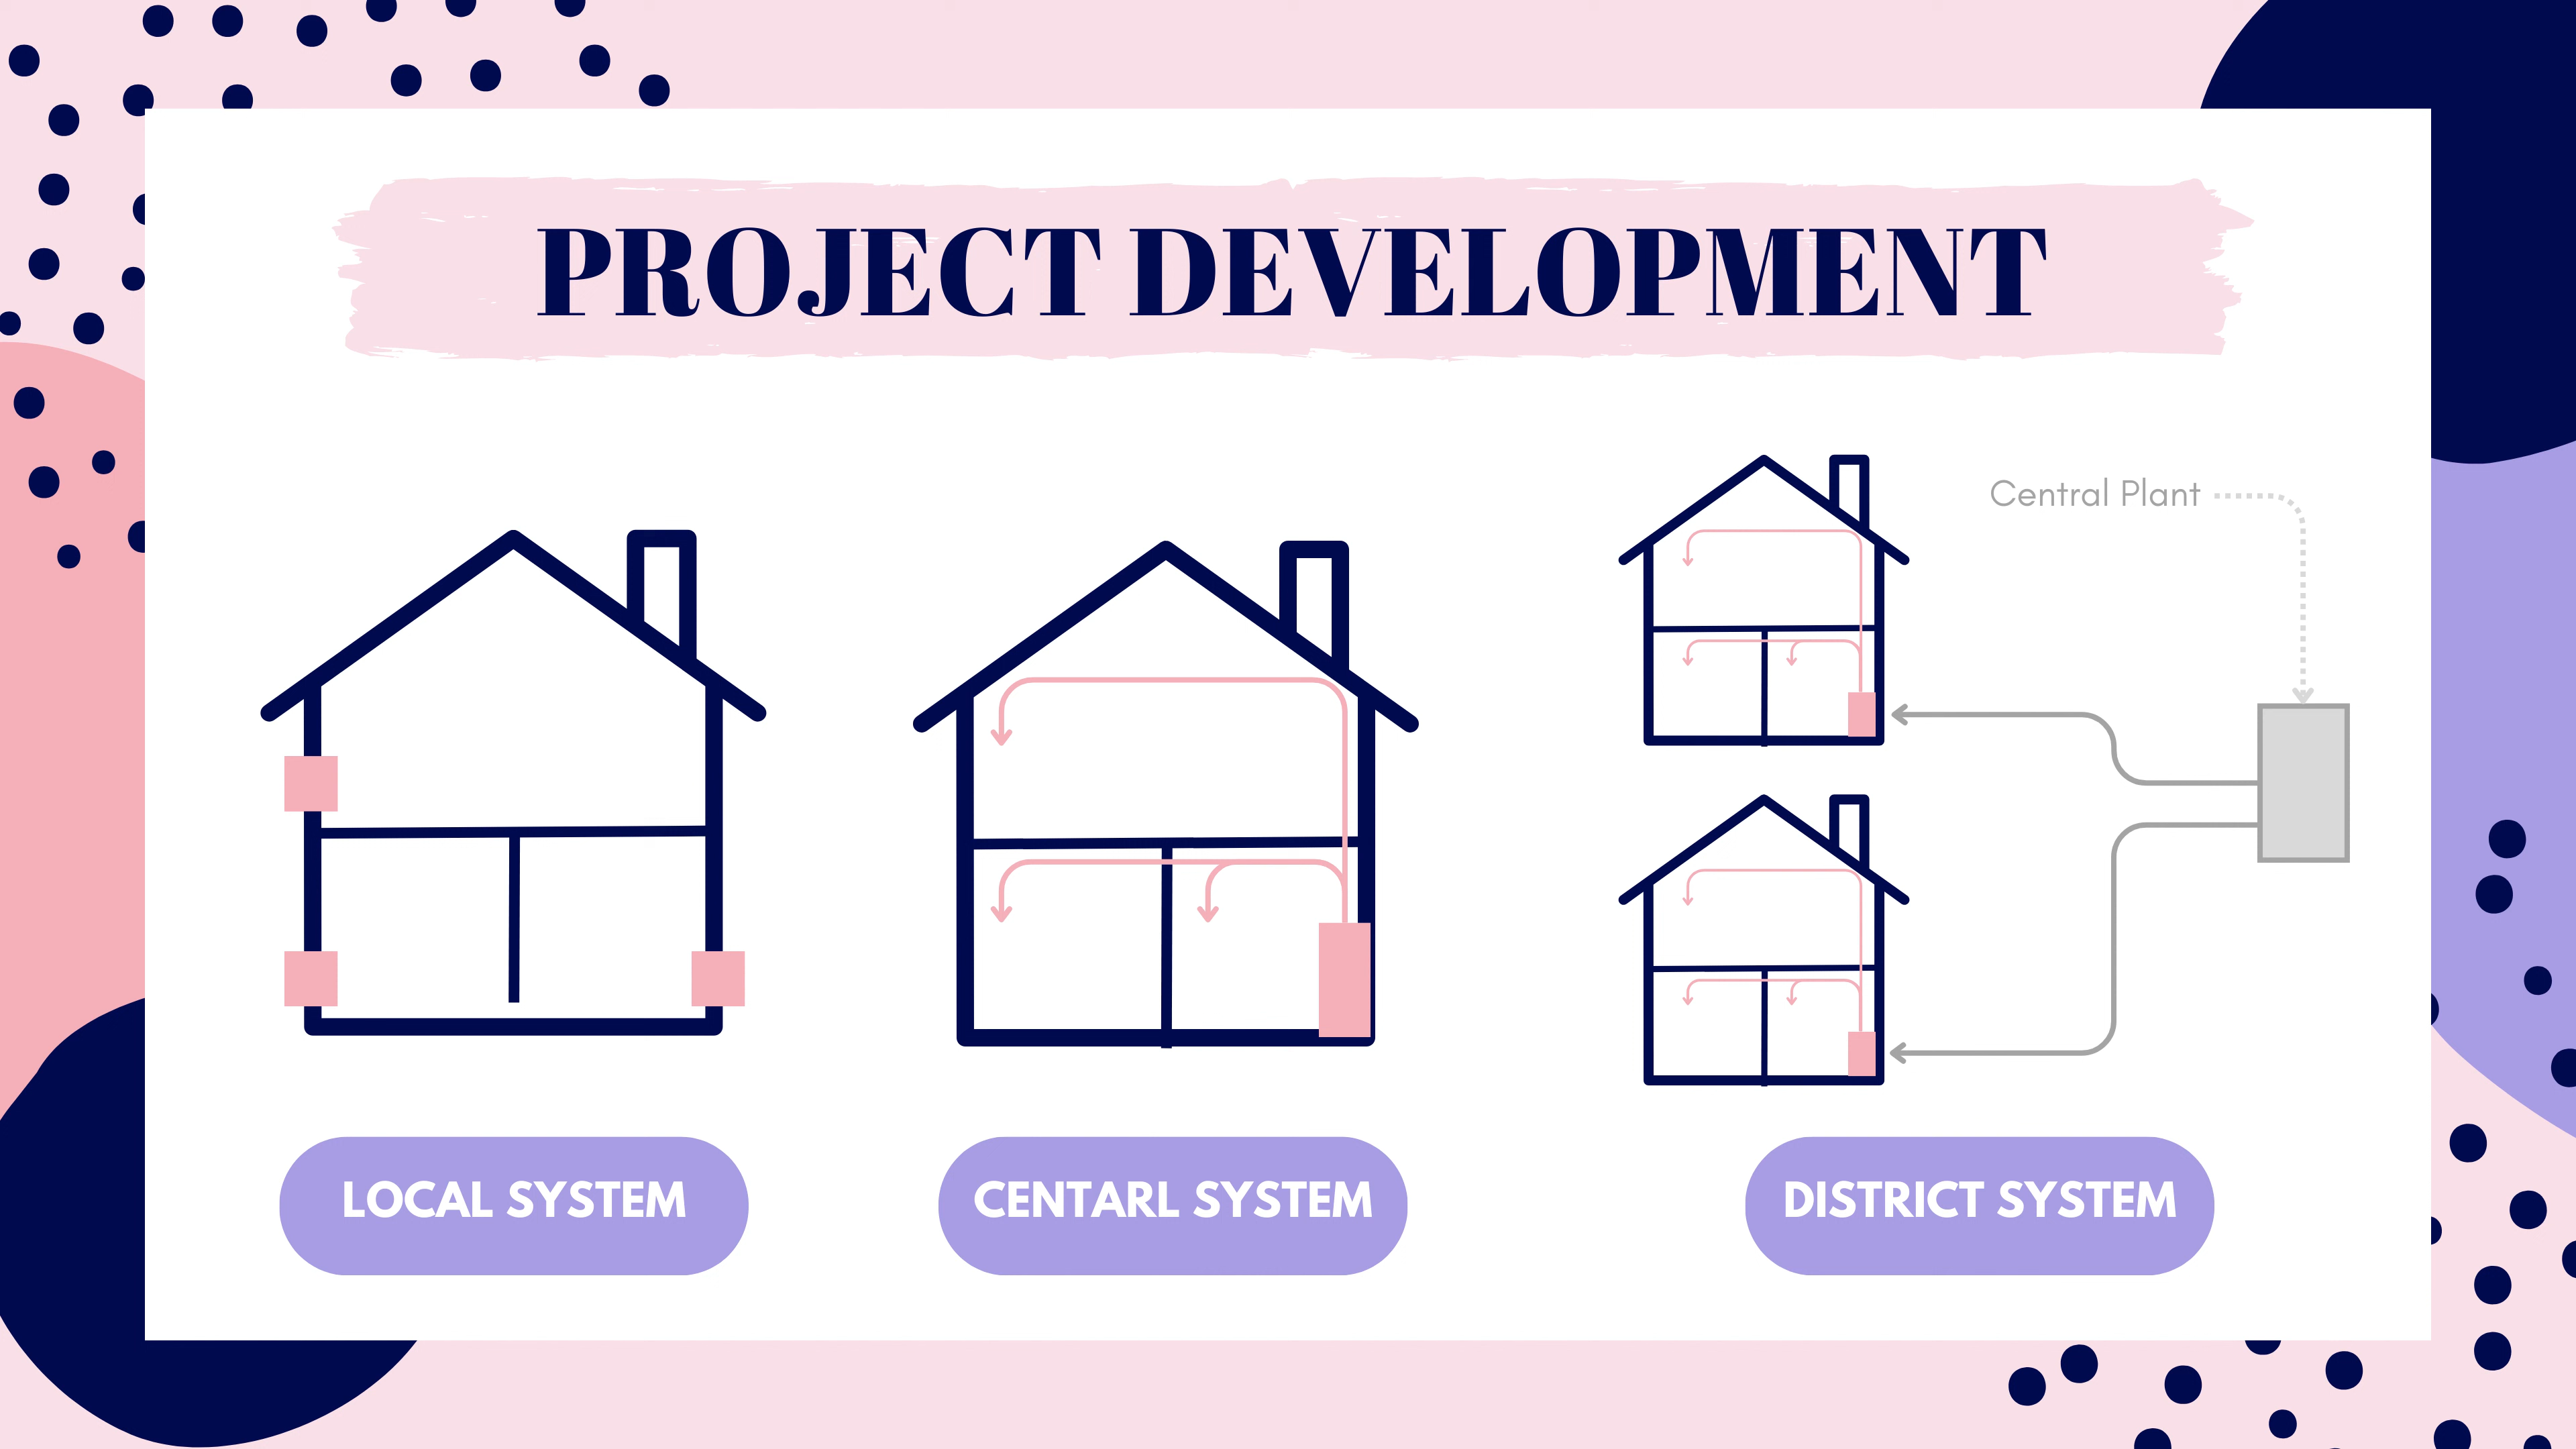 PROJECT DEVELOPMENT
Central Plant
LOCAL SYSTEM
CENTARL SYSTEM
DISTRICT SYSTEM